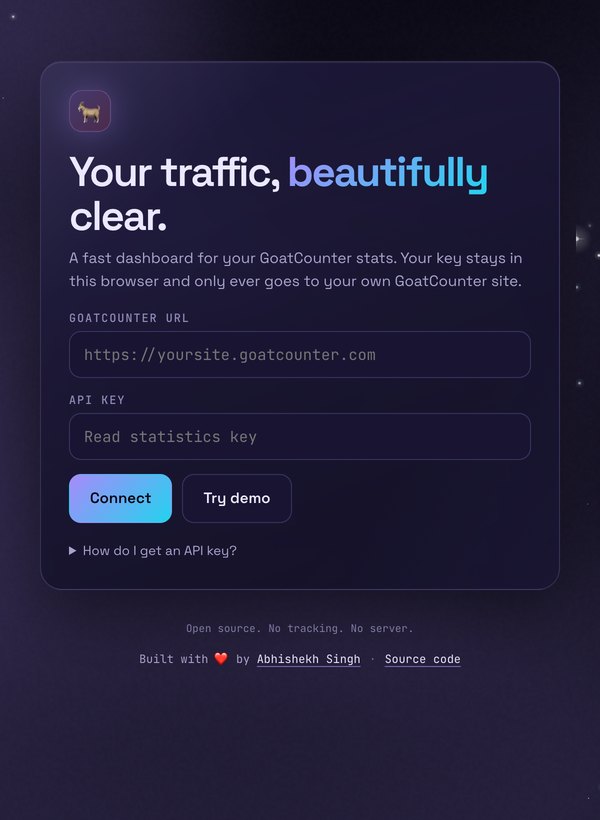 Your traffic, beautifully
clear.
A fast dashboard for your GoatCounter stats. Your key stays in
this browser and only ever goes to your own GoatCounter site.
GOATCOUNTER URL
https://yoursite.goatcounter.com
API KEY
Read statistics key
Connect Try demo
How do I get an API key?
Open source. No tracking. No server.
Built with ❤️ by Abhishekh Singh · Source code